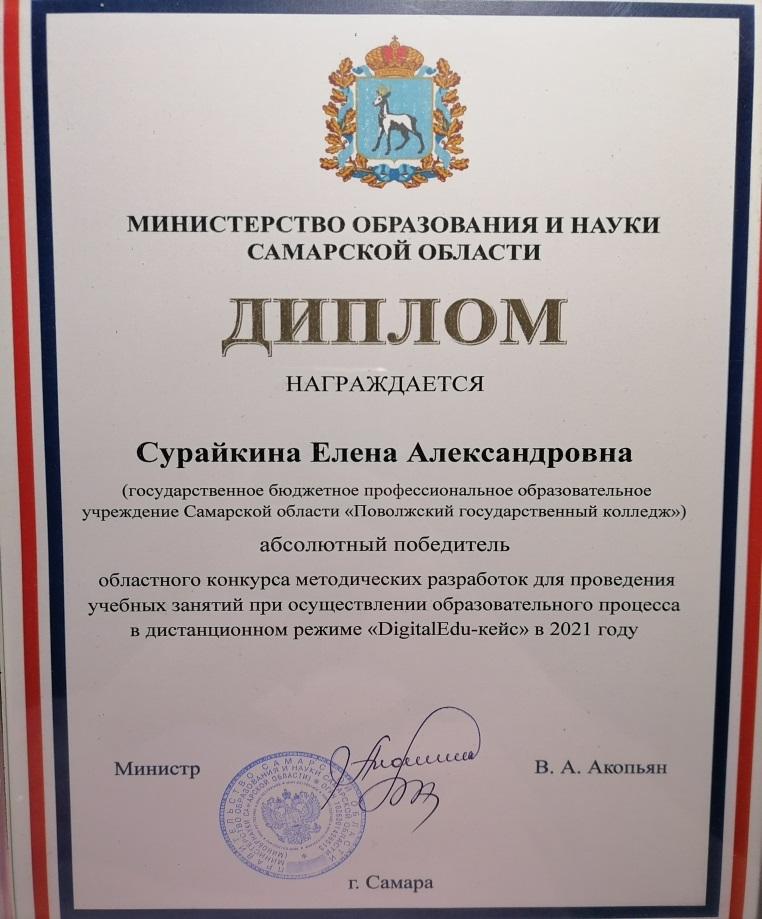 МИНИСТЕРСТВО ОБРАЗОВАНИЯ И НАУКИ
САМАРСКОЙ ОБЛАСТИ
ДИПЛОМ
НАГРАЖДАЕТСЯ
Сурайкина Елена Александровна
(государственное бюджетное профессиональное образовательное
учреждение Самарской области «Поволжский государственный колледж»)
абсолютный победитель
областного конкурса методических разработок для проведения
учебных занятий при осуществлении образовательного процесса
в дистанционном режиме «DigitalEdu-кейс» в 2021 году
Министр
В. А. Акопьян
г. Самара